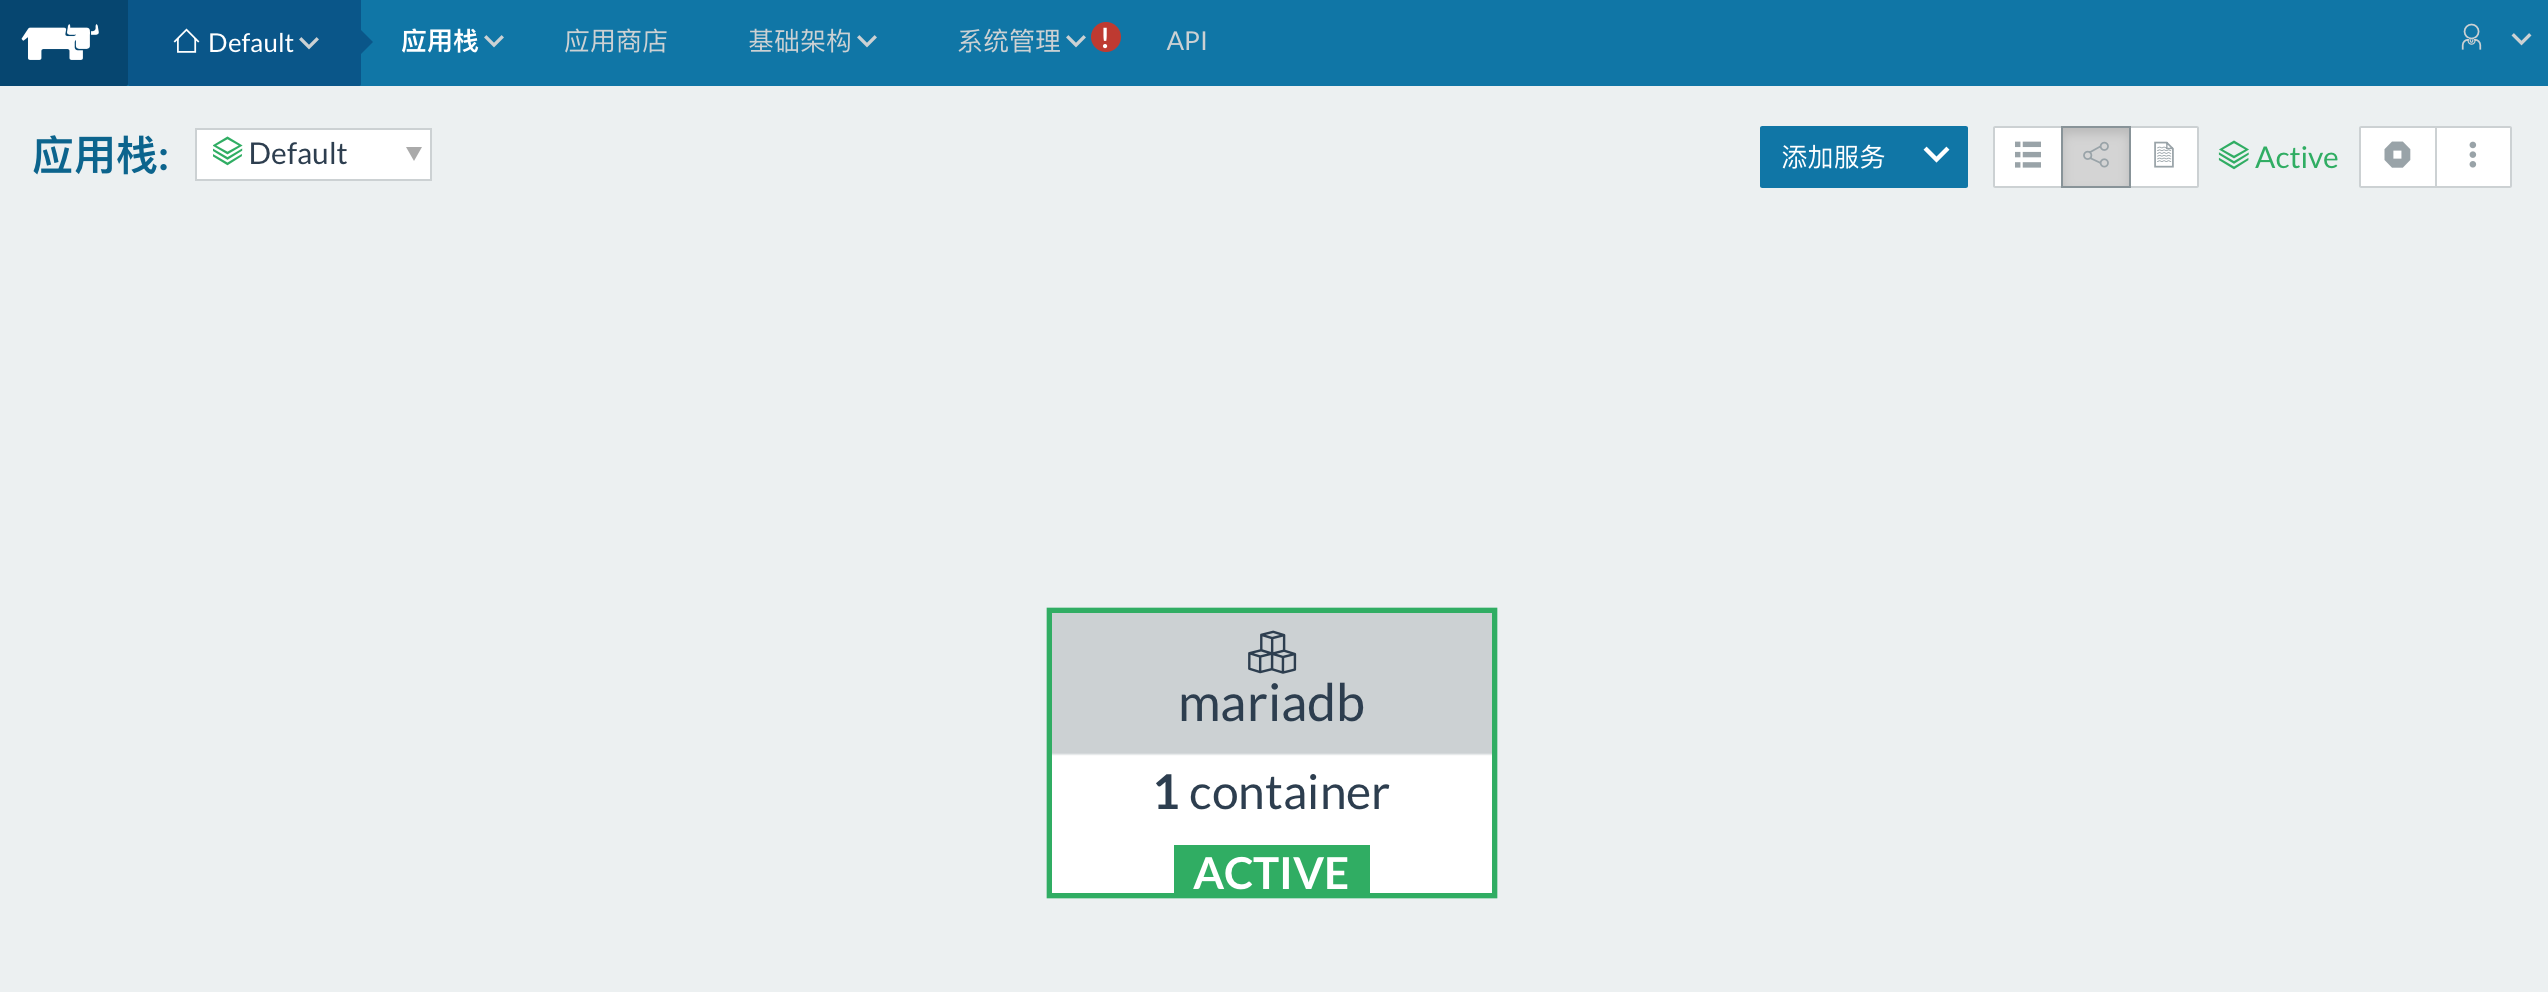 Default 应用栈 应用商店 基础架构 系统管理 API
应用栈: Default 添加服务 Active
mariadb
1 container
ACTIVE